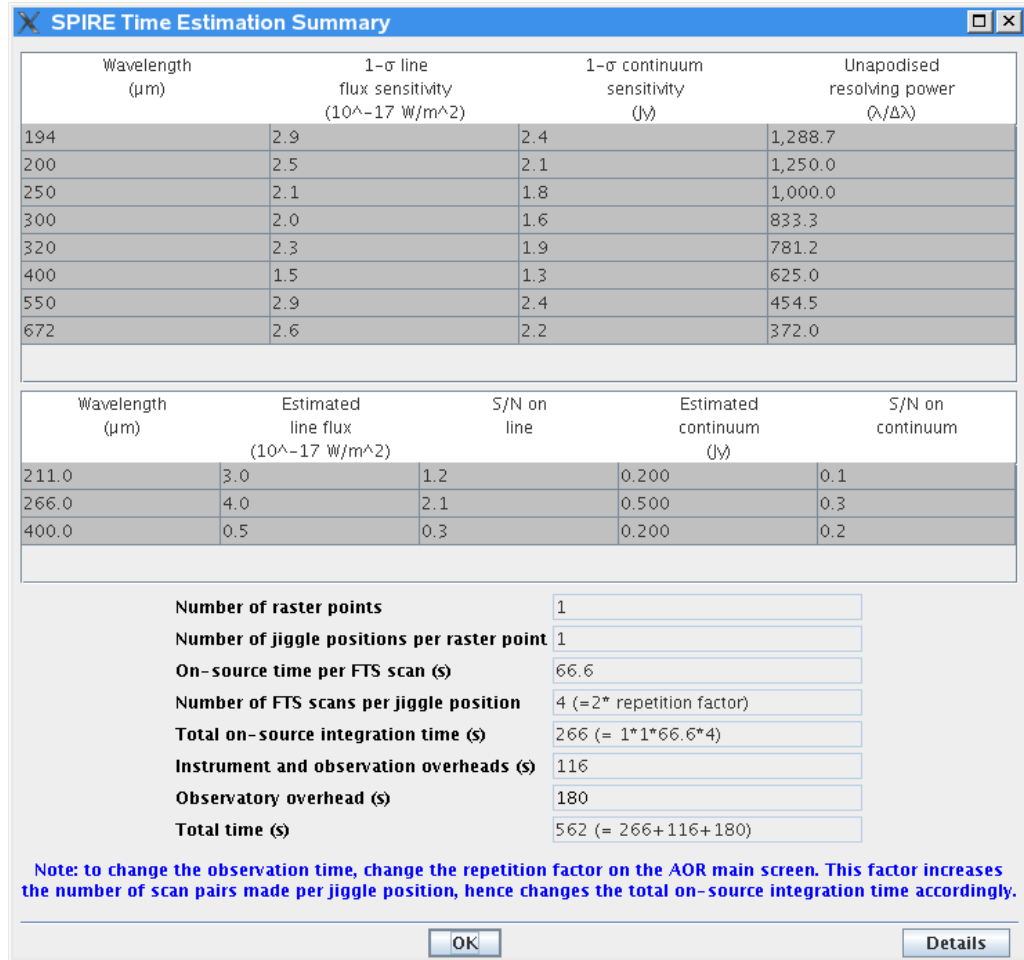 SPIRE Time Estimation Summary
Wavelength (μm) 1-σ line flux sensitivity (10^-17 W/m^2) 1-σ continuum sensitivity (Jy) Unapodised resolving power (λ/Δλ)
194 2.9 2.4 1,288.7
200 2.5 2.1 1,250.0
250 2.1 1.8 1,000.0
300 2.0 1.6 833.3
320 2.3 1.9 781.2
400 1.5 1.3 625.0
550 2.9 2.4 454.5
672 2.6 2.2 372.0
Wavelength (μm) Estimated line flux (10^-17 W/m^2) S/N on line Estimated continuum (Jy) S/N on continuum
211.0 3.0 1.2 0.200 0.1
266.0 4.0 2.1 0.500 0.3
400.0 0.5 0.3 0.200 0.2
Number of raster points 1
Number of jiggle positions per raster point 1
On-source time per FTS scan (s) 66.6
Number of FTS scans per jiggle position 4 (=2* repetition factor)
Total on-source integration time (s) 266 (= 1*1*66.6*4)
Instrument and observation overheads (s) 116
Observatory overhead (s) 180
Total time (s) 562 (= 266+116+180)
Note: to change the observation time, change the repetition factor on the AOR main screen. This factor increases
the number of scan pairs made per jiggle position, hence changes the total on-source integration time accordingly.
OK Details